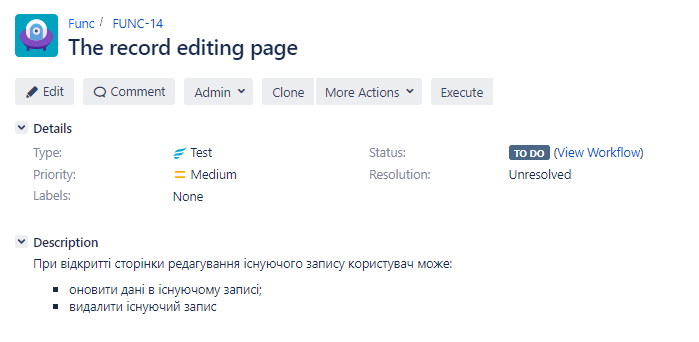 Func / FUNC-14
The record editing page
Edit Comment Admin Clone More Actions Execute
Details
Type: Test Status: TO DO (View Workflow)
Priority: Medium Resolution: Unresolved
Labels: None
Description
При відкритті сторінки редагування існуючого запису користувач може:
оновити дані в існуючому записі;
видалити існуючий запис